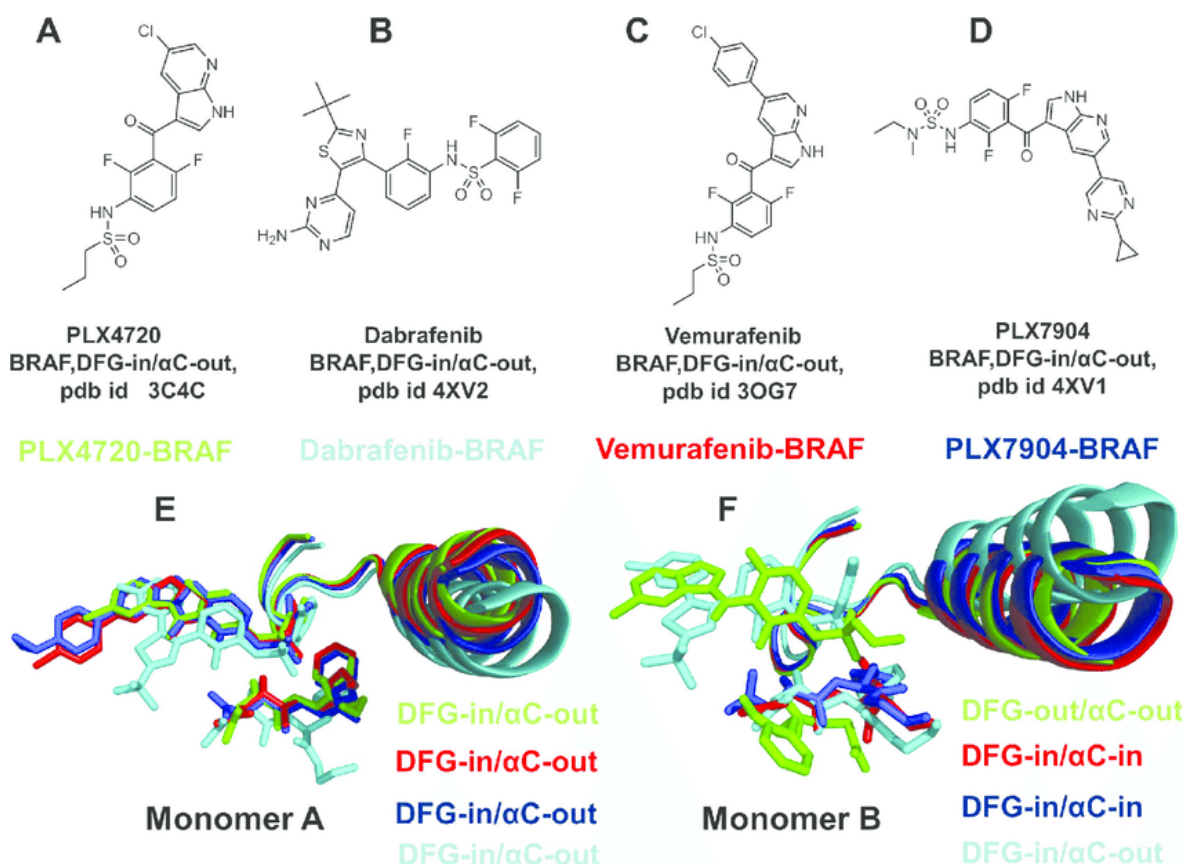 A
B
C
D
Cl
N
NH
O
F
F
HN
S
O
O
S
N
F
F
H
N
S
O
O
F
N
N
H₂N
Cl
N
NH
O
F
F
HN
S
O
O
O
O
S
N
N
H
F
F
O
H
N
N
N
N
PLX4720
BRAF,DFG-in/αC-out,
pdb id 3C4C
Dabrafenib
BRAF,DFG-in/αC-out,
pdb id 4XV2
Vemurafenib
BRAF,DFG-in/αC-out,
pdb id 3OG7
PLX7904
BRAF,DFG-in/αC-out,
pdb id 4XV1
PLX4720-BRAF
Dabrafenib-BRAF
Vemurafenib-BRAF
PLX7904-BRAF
E
DFG-in/αC-out
DFG-in/αC-out
DFG-in/αC-out
DFG-in/αC-out
Monomer A
F
DFG-out/αC-out
DFG-in/αC-in
DFG-in/αC-in
DFG-in/αC-out
Monomer B